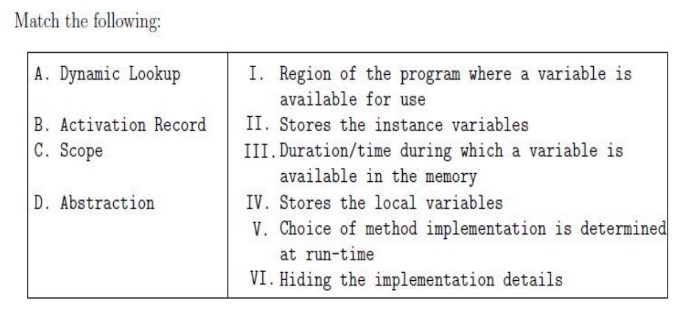 Match the following:
A. Dynamic Lookup
B. Activation Record
C. Scope
D. Abstraction
I. Region of the program where a variable is
available for use
II. Stores the instance variables
III. Duration/time during which a variable is
available in the memory
IV. Stores the local variables
V. Choice of method implementation is determined
at run-time
VI. Hiding the implementation details